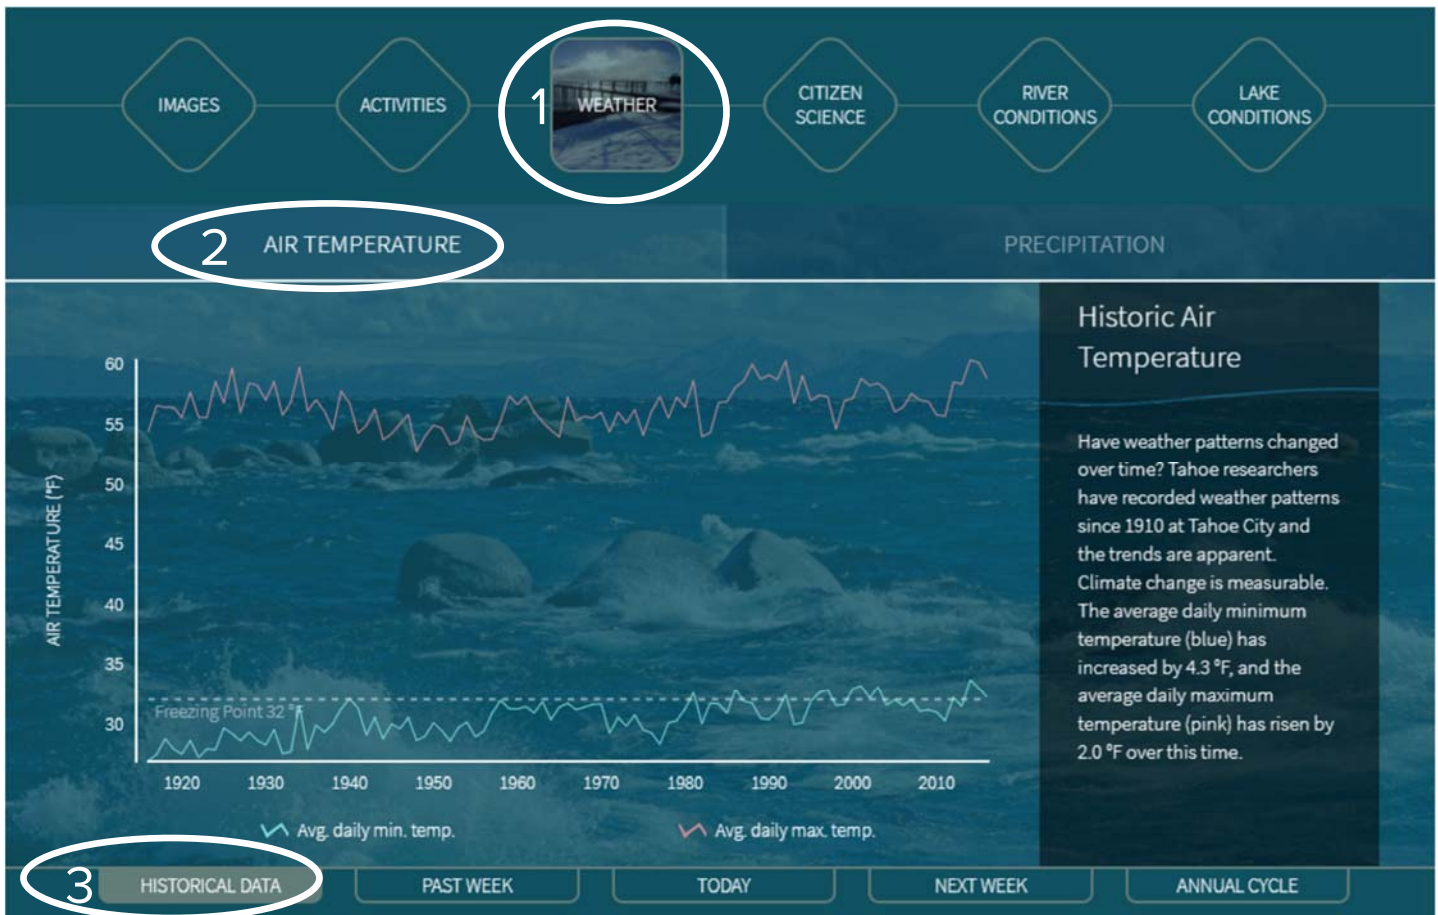 IMAGES
ACTIVITIES
1
WEATHER
CITIZEN
SCIENCE
RIVER
CONDITIONS
LAKE
CONDITIONS
2
AIR TEMPERATURE
PRECIPITATION
Historic Air
Temperature
Have weather patterns changed
over time? Tahoe researchers
have recorded weather patterns
since 1910 at Tahoe City and
the trends are apparent.
Climate change is measurable.
The average daily minimum
temperature (blue) has
increased by 4.3 °F, and the
average daily maximum
temperature (pink) has risen by
2.0 °F over this time.
AIR TEMPERATURE (°F)
60
55
50
45
40
35
30
Freezing Point 32 °F
1920 1930 1940 1950 1960 1970 1980 1990 2000 2010
Avg. daily min. temp. Avg. daily max. temp.
3
HISTORICAL DATA
PAST WEEK
TODAY
NEXT WEEK
ANNUAL CYCLE